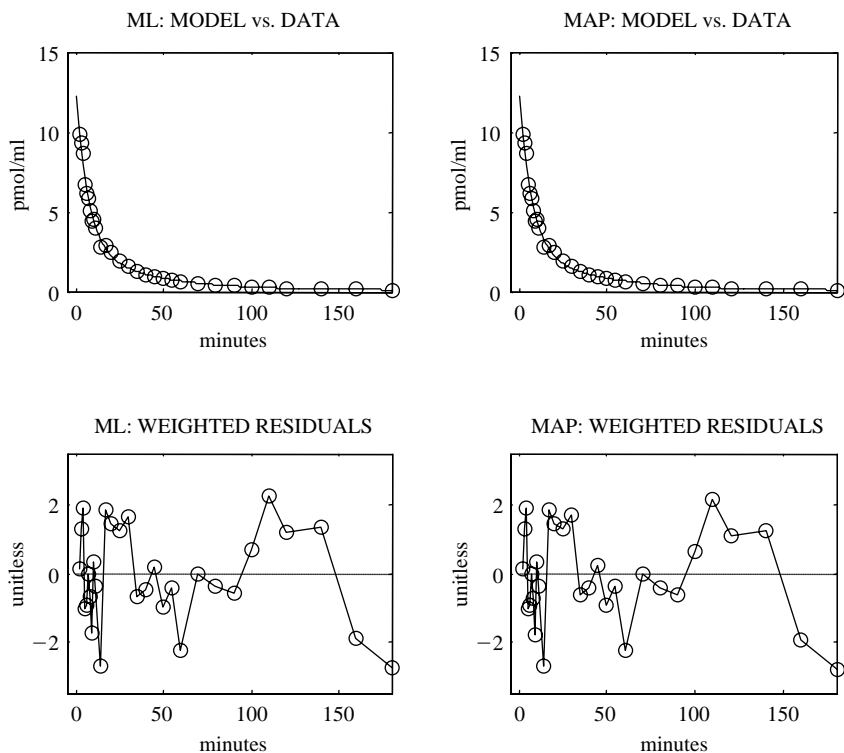 ML: MODEL vs. DATA
15
10
5
0
pmol/ml
0
50
100
150
minutes
MAP: MODEL vs. DATA
15
10
5
0
pmol/ml
0
50
100
150
minutes
ML: WEIGHTED RESIDUALS
2
0
−2
unitless
0
50
100
150
minutes
MAP: WEIGHTED RESIDUALS
2
0
−2
unitless
0
50
100
150
minutes